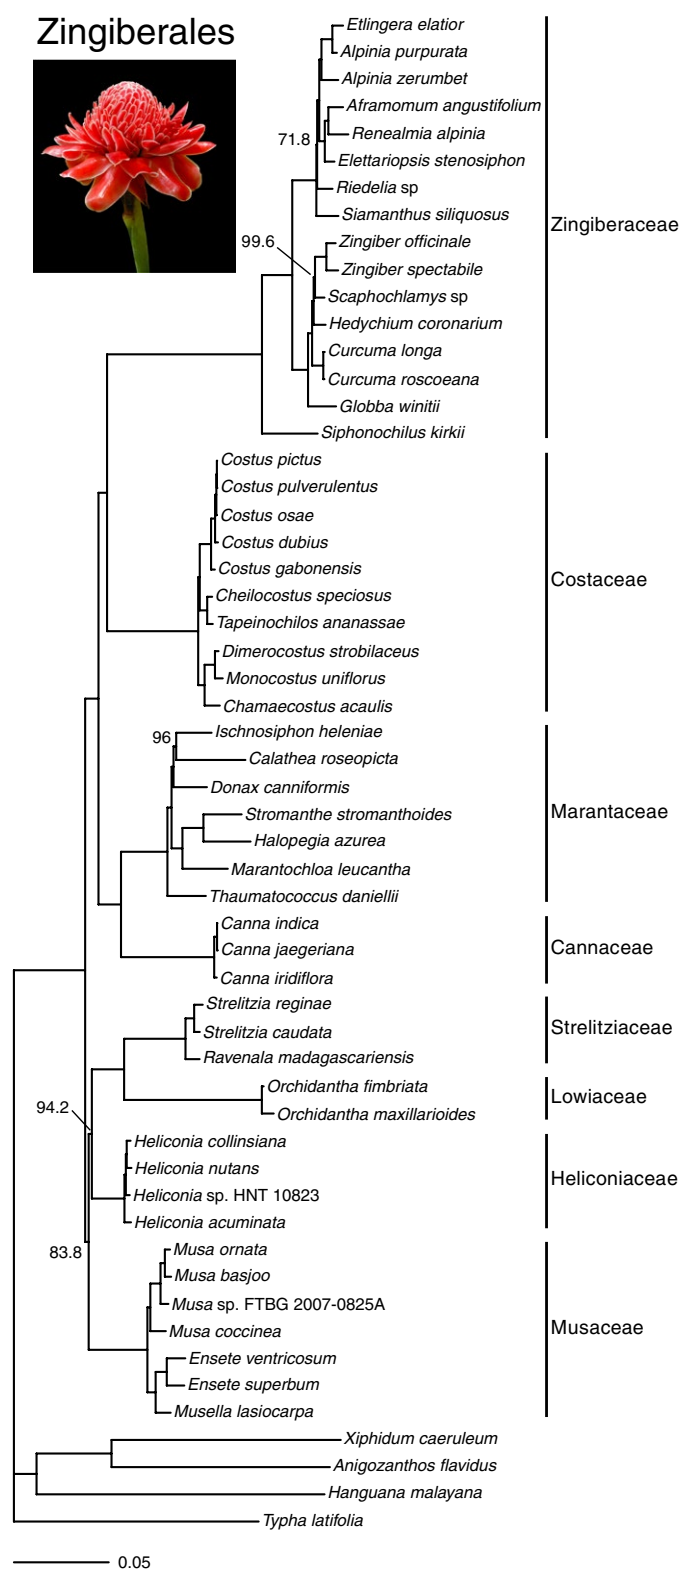 Zingiberales
Etlingera elatior
Alpinia purpurata
Alpinia zerumbet
Aframomum angustifolium
71.8
Renealmia alpinia
Elettariopsis stenosiphon
Riedelia sp
Siamanthus siliquosus
Zingiberaceae
99.6
Zingiber officinale
Zingiber spectabile
Scaphochlamys sp
Hedychium coronarium
Curcuma longa
Curcuma roscoeana
Globba winitii
Siphonochilus kirkii
Costus pictus
Costus pulverulentus
Costus osae
Costus dubius
Costus gabonensis
Costaceae
Cheilocostus speciosus
Tapeinochilos ananassae
Dimerocostus strobilaceus
Monocostus uniflorus
Chamaecostus acaulis
Ischnosiphon heleniae
96
Calathea roseopicta
Donax canniformis
Marantaceae
Stromanthe stromanthoides
Halopegia azurea
Marantochloa leucantha
Thaumatococcus daniellii
Canna indica
Cannaceae
Canna jaegeriana
Canna iridiflora
Strelitzia reginae
Strelitziaceae
Strelitzia caudata
Ravenala madagascariensis
Orchidantha fimbriata
Lowiaceae
Orchidantha maxillarioides
94.2
Heliconia collinsiana
Heliconia nutans
Heliconiaceae
Heliconia sp. HNT 10823
Heliconia acuminata
83.8
Musa ornata
Musa basjoo
Musa sp. FTBG 2007-0825A
Musaceae
Musa coccinea
Ensete ventricosum
Ensete superbum
Musella lasiocarpa
Xiphidum caeruleum
Anigozanthos flavidus
Hanguana malayana
Typha latifolia
0.05